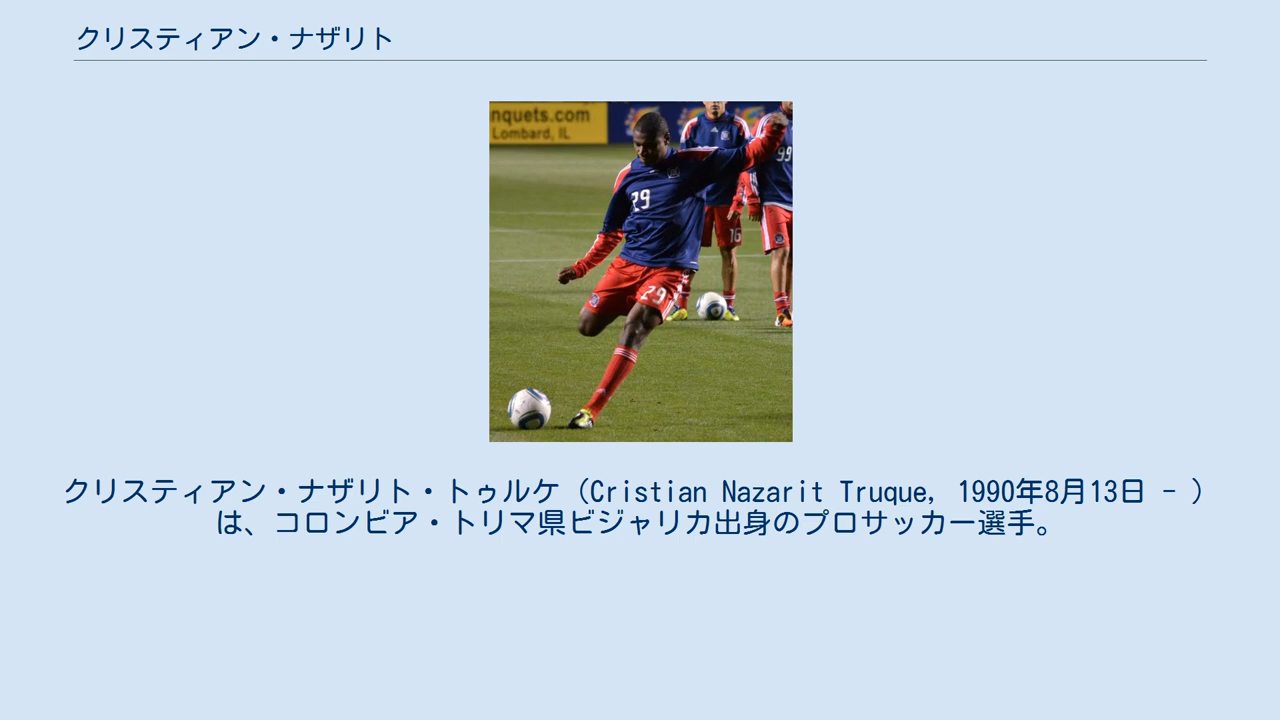 クリスティアン・ナザリト
nquets.com
Lombard, IL
29
99
16
29
クリスティアン・ナザリト・トゥルケ（Cristian Nazarit Truque, 1990年8月13日 - ）
は、コロンビア・トリマ県ビジャリカ出身のプロサッカー選手。